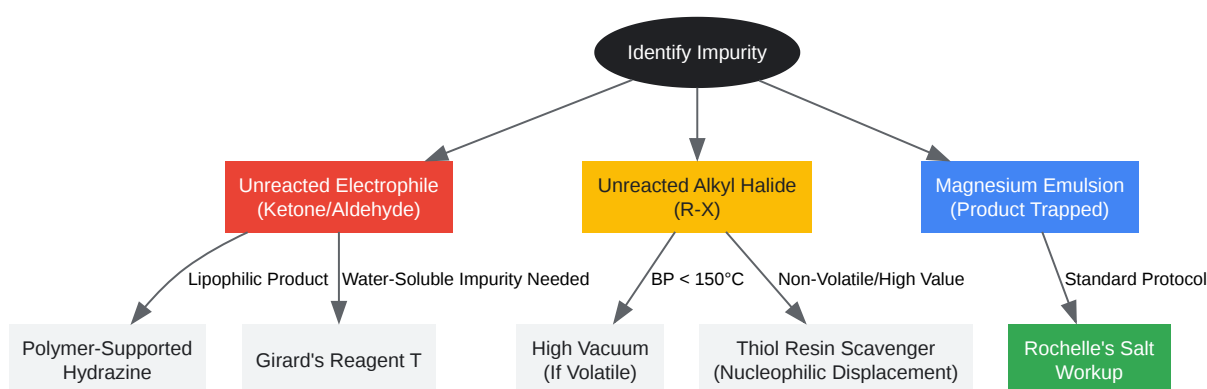 Identify Impurity
Unreacted Electrophile
(Ketone/Aldehyde)
Unreacted Alkyl Halide
(R-X)
Magnesium Emulsion
(Product Trapped)
Lipophilic Product
Water-Soluble Impurity Needed
BP < 150°C
Non-Volatile/High Value
Standard Protocol
Polymer-Supported
Hydrazine
Girard's Reagent T
High Vacuum
(If Volatile)
Thiol Resin Scavenger
(Nucleophilic Displacement)
Rochelle's Salt
Workup